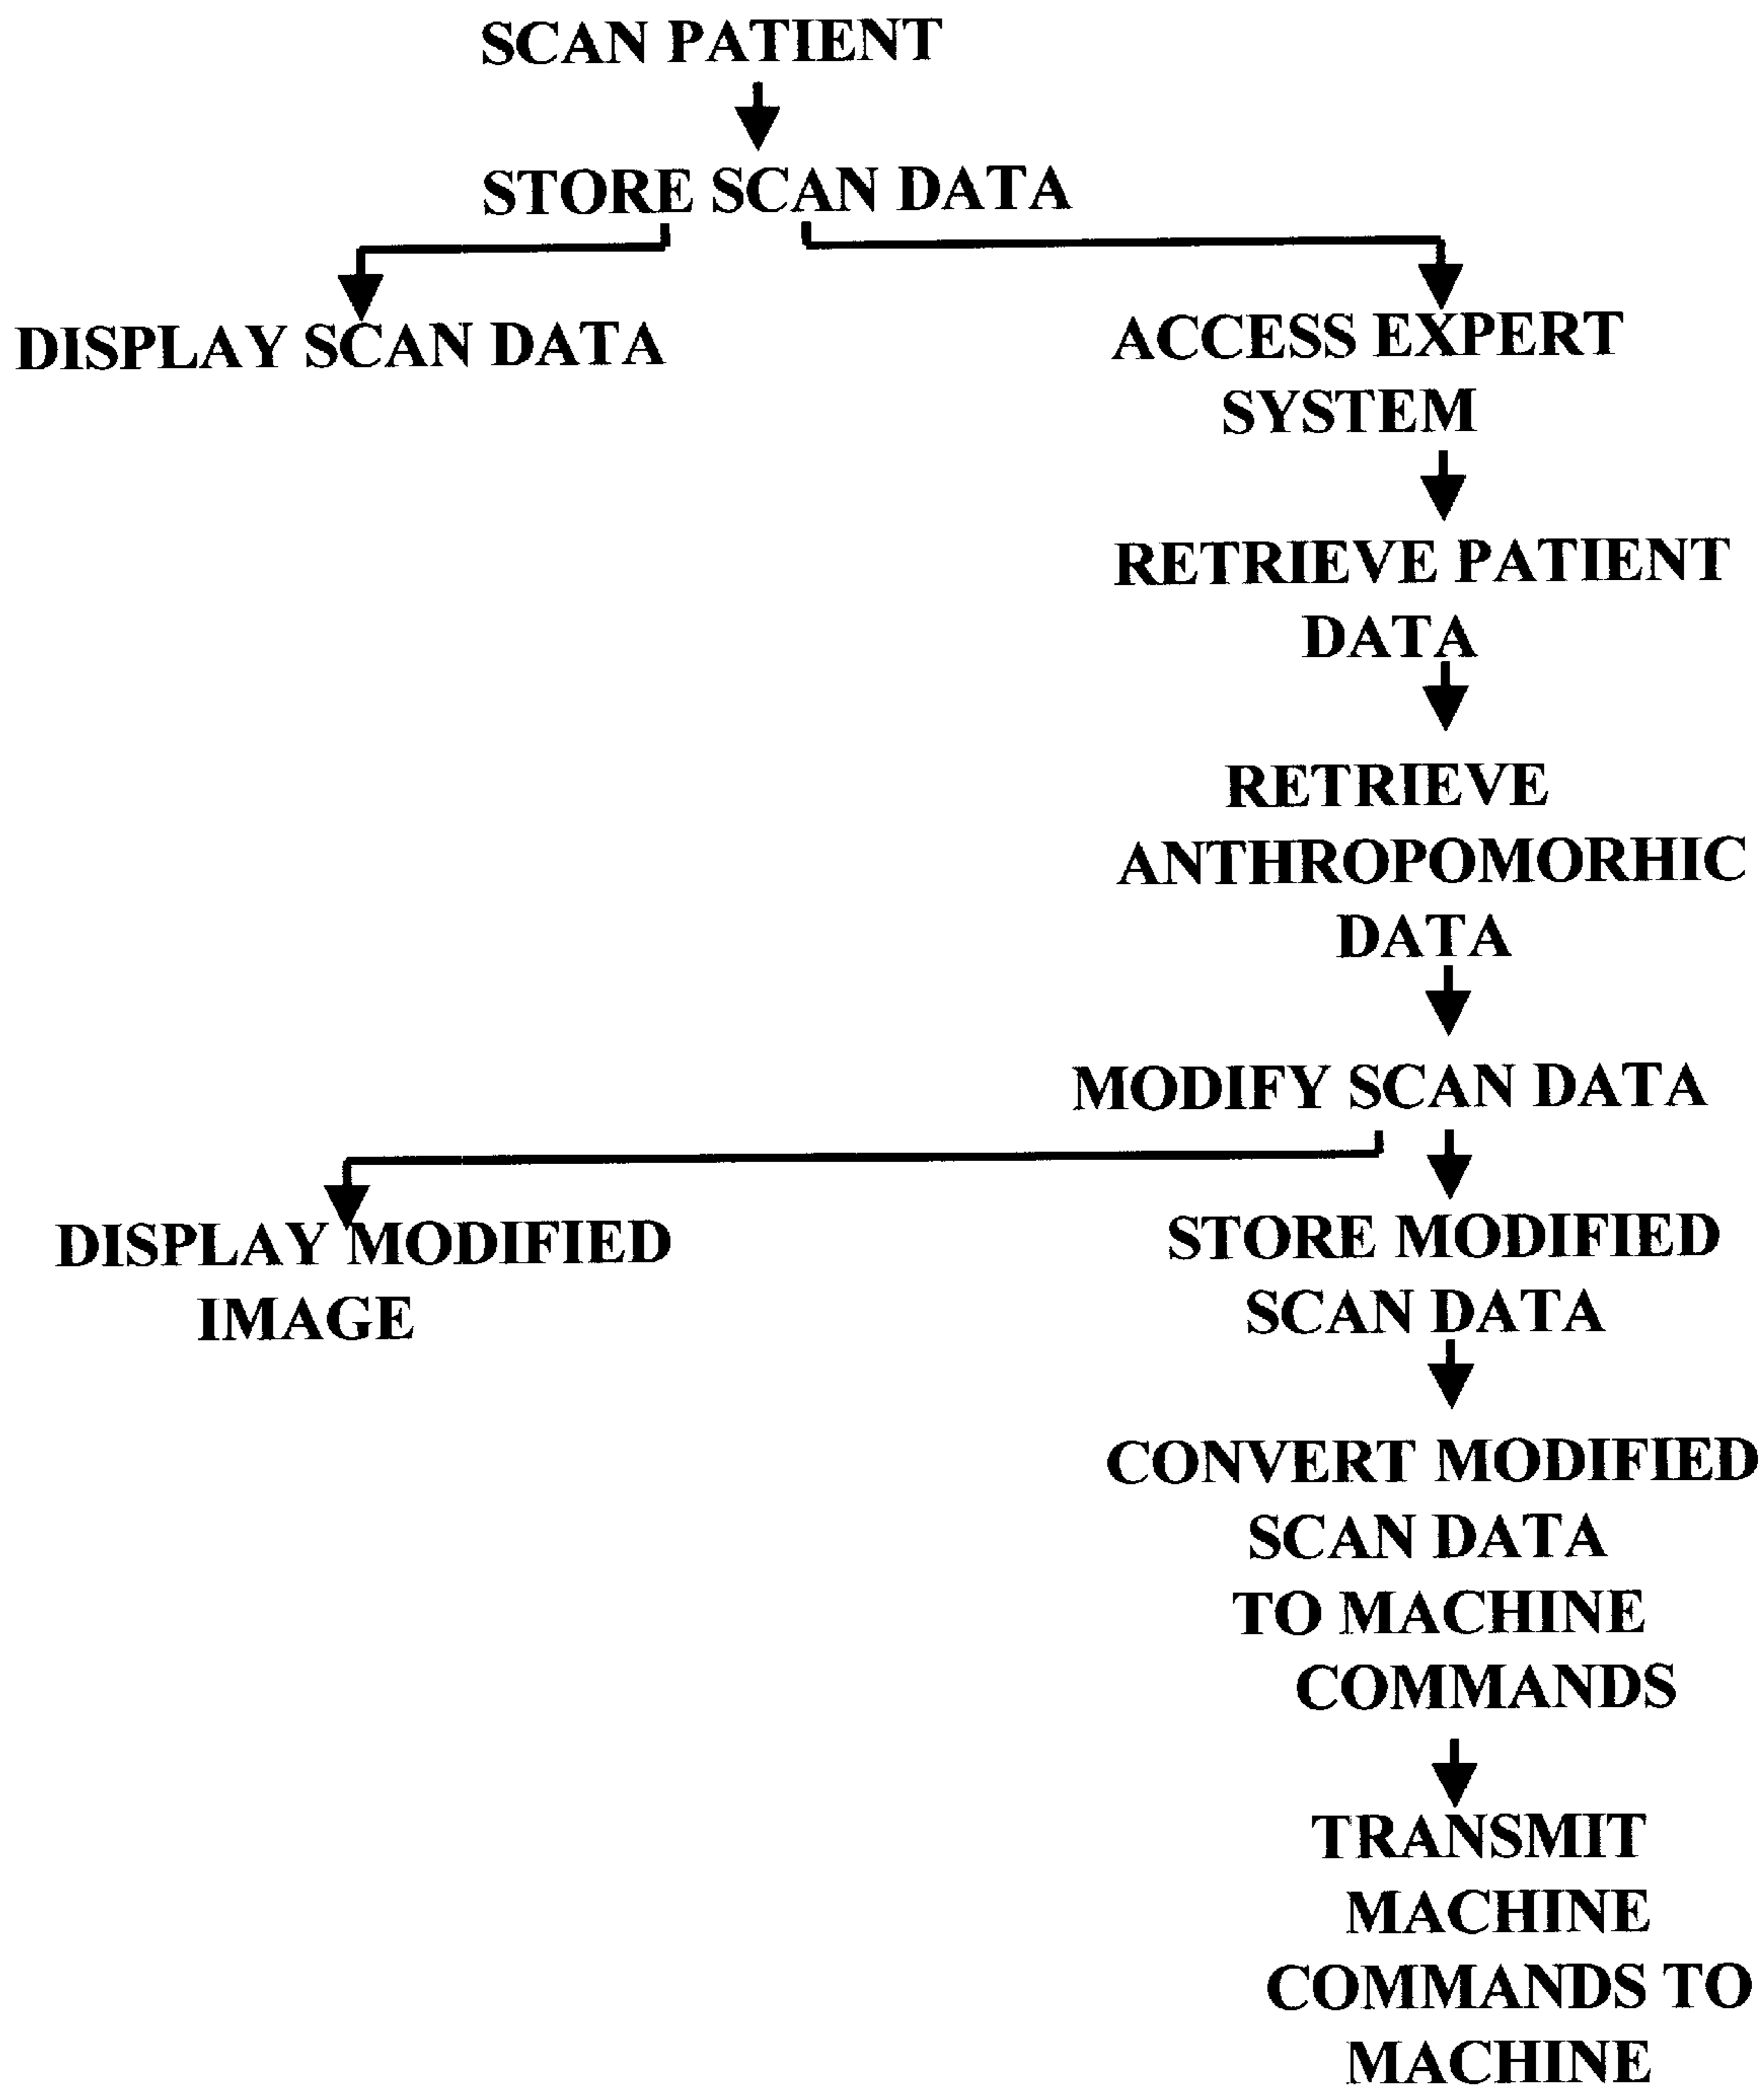 SCAN PATIENT
STORE SCAN DATA
DISPLAY SCAN DATA
ACCESS EXPERT
SYSTEM
RETRIEVE PATIENT
DATA
RETRIEVE
ANTHROPOMORHIC
DATA
MODIFY SCAN DATA
DISPLAY MODIFIED
IMAGE
STORE MODIFIED
SCAN DATA
CONVERT MODIFIED
SCAN DATA
TO MACHINE
COMMANDS
TRANSMIT
MACHINE
COMMANDS TO
MACHINE